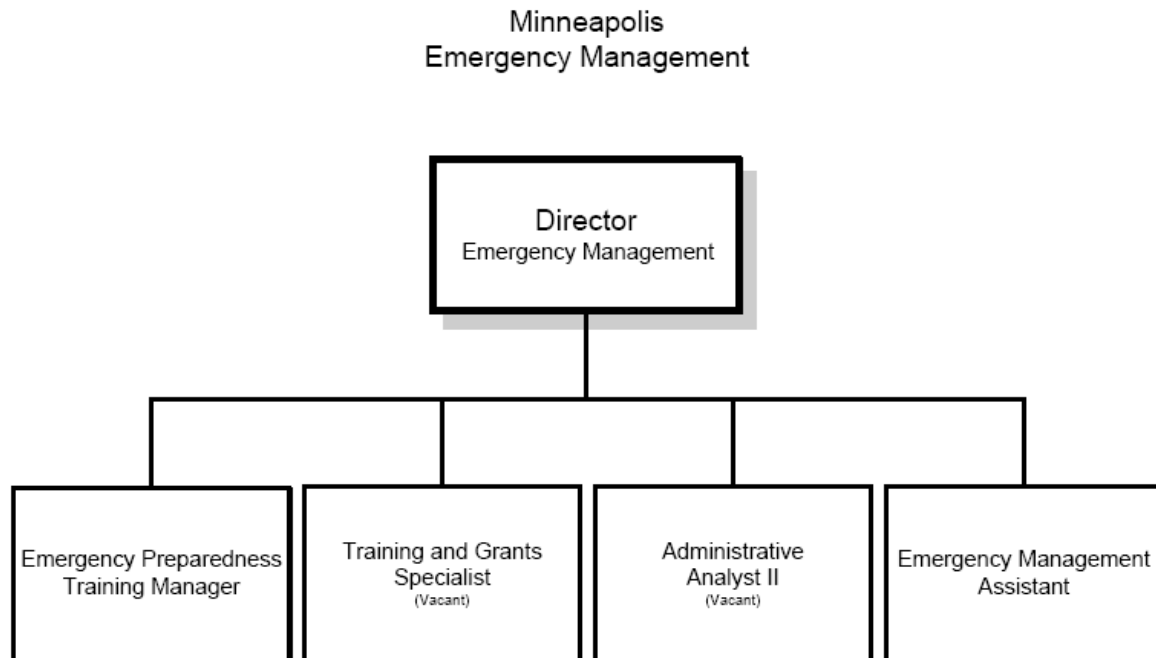 Minneapolis
Emergency Management
Director
Emergency Management
Emergency Preparedness
Training Manager
Training and Grants
Specialist
(Vacant)
Administrative
Analyst II
(Vacant)
Emergency Management
Assistant